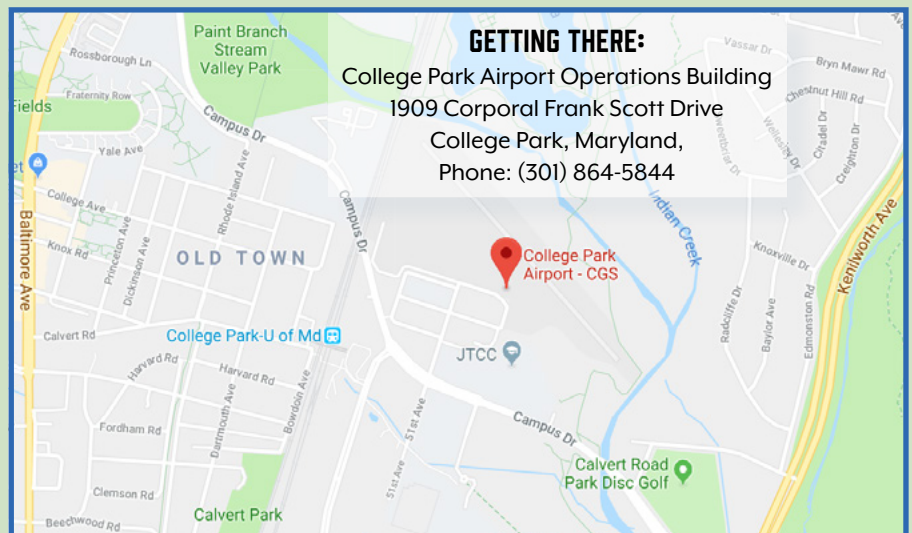 GETTING THERE:
College Park Airport Operations Building
1909 Corporal Frank Scott Drive
College Park, Maryland,
Phone: (301) 864-5844
Paint Branch
Stream
Valley Park
Rossborough Ln
Fraternity Row
Fields
Campus Dr
Yale Ave
et
College Ave
Rhode Island Ave
Princeton Ave
Dickinson Ave
Knox Rd
Baltimore Ave
OLD TOWN
Campus Dr
College Park
Airport - CGS
Indian Creek
Vassar Dr
Bryn Mawr Rd
Chestnut Hill Rd
Sweetbriar Dr
Wellesley Dr
Citadel Dr
Creighton Dr
Kenilworth Ave
Knoxville Dr
Radcliffe Dr
Baylor Ave
Edmonston Rd
Calvert Rd
College Park-U of Md
JTCC
Harvard Rd
Harvard Rd
Dartmouth Ave
Bowdoin Ave
51st Ave
51st Ave
Campus Dr
Fordham Rd
Calvert Road
Park Disc Golf
Clemson Rd
Calvert Park
Beechwood Rd